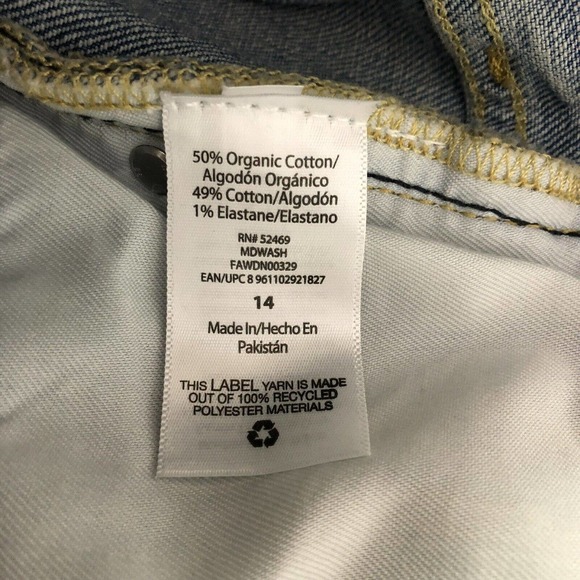 50% Organic Cotton/
Algodón Orgánico
49% Cotton/Algodón
1% Elastane/Elastano
RN# 52469
MDWASH
FAWDN00329
EAN/UPC 8 961102921827
14
Made In/Hecho En
Pakistán
THIS LABEL YARN IS MADE
OUT OF 100% RECYCLED
POLYESTER MATERIALS